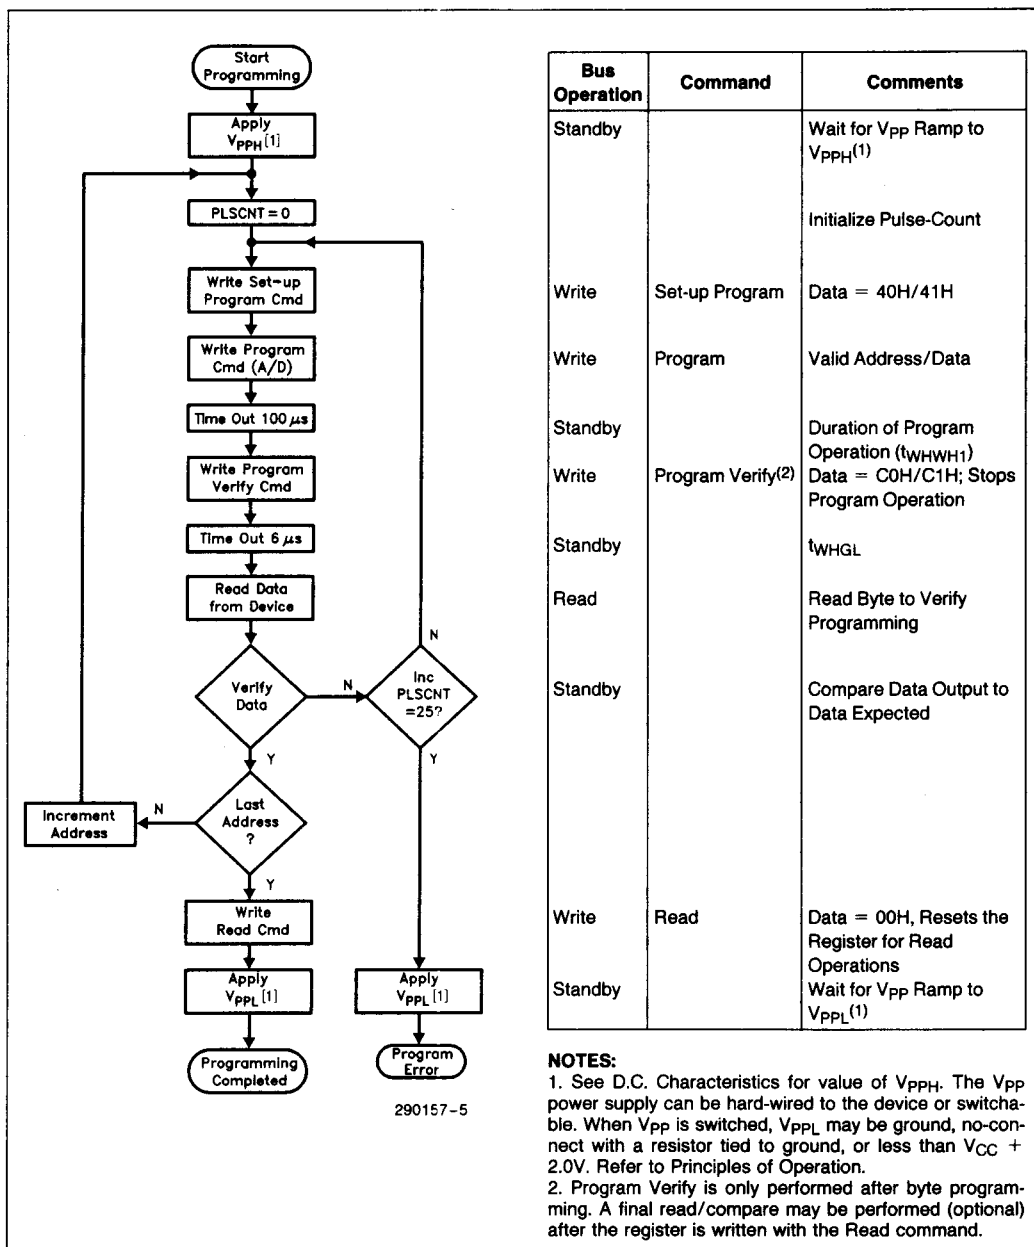 Start
Programming
Apply
VPPH [1]
PLSCNT = 0
Write Set-up
Program Cmd
Write Program
Cmd (A/D)
Time Out 100 µs
Write Program
Verify Cmd
Time Out 6 µs
Read Data
from Device
Verify
Data
N
Inc
PLSCNT
=25?
N
Y
Y
Last
Address
?
N
Increment
Address
Y
Write
Read Cmd
Apply
VPPL [1]
Apply
VPPL [1]
Programming
Completed
Program
Error
290157-5
Bus
Operation
Command
Comments
Standby
Wait for VPP Ramp to
VPPH(1)
Initialize Pulse-Count
Write Set-up Program Data = 40H/41H
Write Program Valid Address/Data
Standby Duration of Program
Operation (tWHWH1)
Write Program Verify(2) Data = C0H/C1H; Stops
Program Operation
Standby tWHGL
Read Read Byte to Verify
Programming
Standby Compare Data Output to
Data Expected
Write Read Data = 00H, Resets the
Register for Read
Operations
Standby Wait for VPP Ramp to
VPPL(1)
NOTES:
1. See D.C. Characteristics for value of VPPH. The VPP
power supply can be hard-wired to the device or switcha-
ble. When VPP is switched, VPPL may be ground, no-con-
nect with a resistor tied to ground, or less than VCC +
2.0V. Refer to Principles of Operation.
2. Program Verify is only performed after byte program-
ming. A final read/compare may be performed (optional)
after the register is written with the Read command.